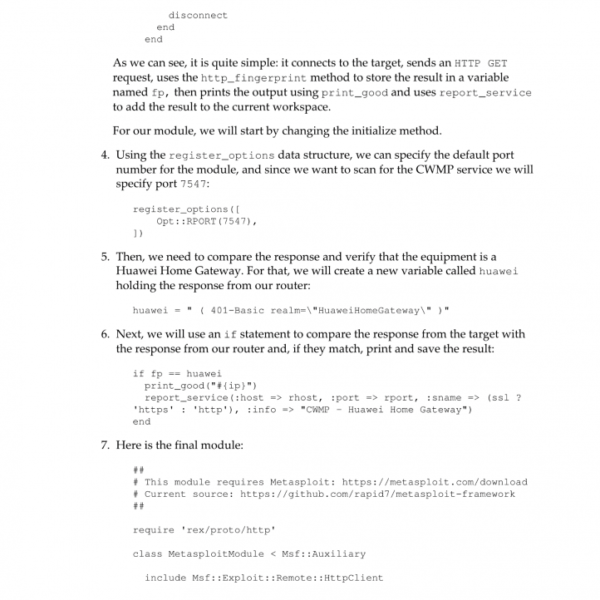 disconnect
end
end
As we can see, it is quite simple: it connects to the target, sends an HTTP GET
request, uses the http_fingerprint method to store the result in a variable
named fp, then prints the output using print_good and uses report_service
to add the result to the current workspace.
For our module, we will start by changing the initialize method.
4. Using the register_options data structure, we can specify the default port
number for the module, and since we want to scan for the CWMP service we will
specify port 7547:
register_options([
Opt::RPORT(7547),
])
5. Then, we need to compare the response and verify that the equipment is a
Huawei Home Gateway. For that, we will create a new variable called huawei
holding the response from our router:
huawei = " ( 401-Basic realm=\"HuaweiHomeGateway\" )"
6. Next, we will use an if statement to compare the response from the target with
the response from our router and, if they match, print and save the result:
if fp == huawei
print_good("#{ip}")
report_service(:host => rhost, :port => rport, :sname => (ssl ?
'https' : 'http'), :info => "CWMP - Huawei Home Gateway")
end
7. Here is the final module:
##
# This module requires Metasploit: https://metasploit.com/download
# Current source: https://github.com/rapid7/metasploit-framework
##
require 'rex/proto/http'
class MetasploitModule < Msf::Auxiliary
include Msf::Exploit::Remote::HttpClient